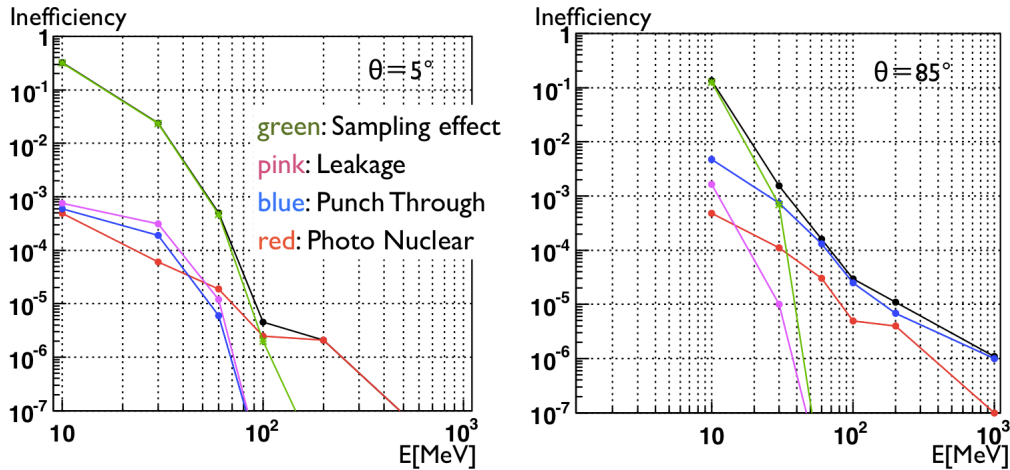 Inefficiency
1
10⁻¹
10⁻²
10⁻³
10⁻⁴
10⁻⁵
10⁻⁶
10⁻⁷
10
10²
10³
E[MeV]
θ=5°
green: Sampling effect
pink: Leakage
blue: Punch Through
red: Photo Nuclear
Inefficiency
1
10⁻¹
10⁻²
10⁻³
10⁻⁴
10⁻⁵
10⁻⁶
10⁻⁷
10
10²
10³
E[MeV]
θ=85°